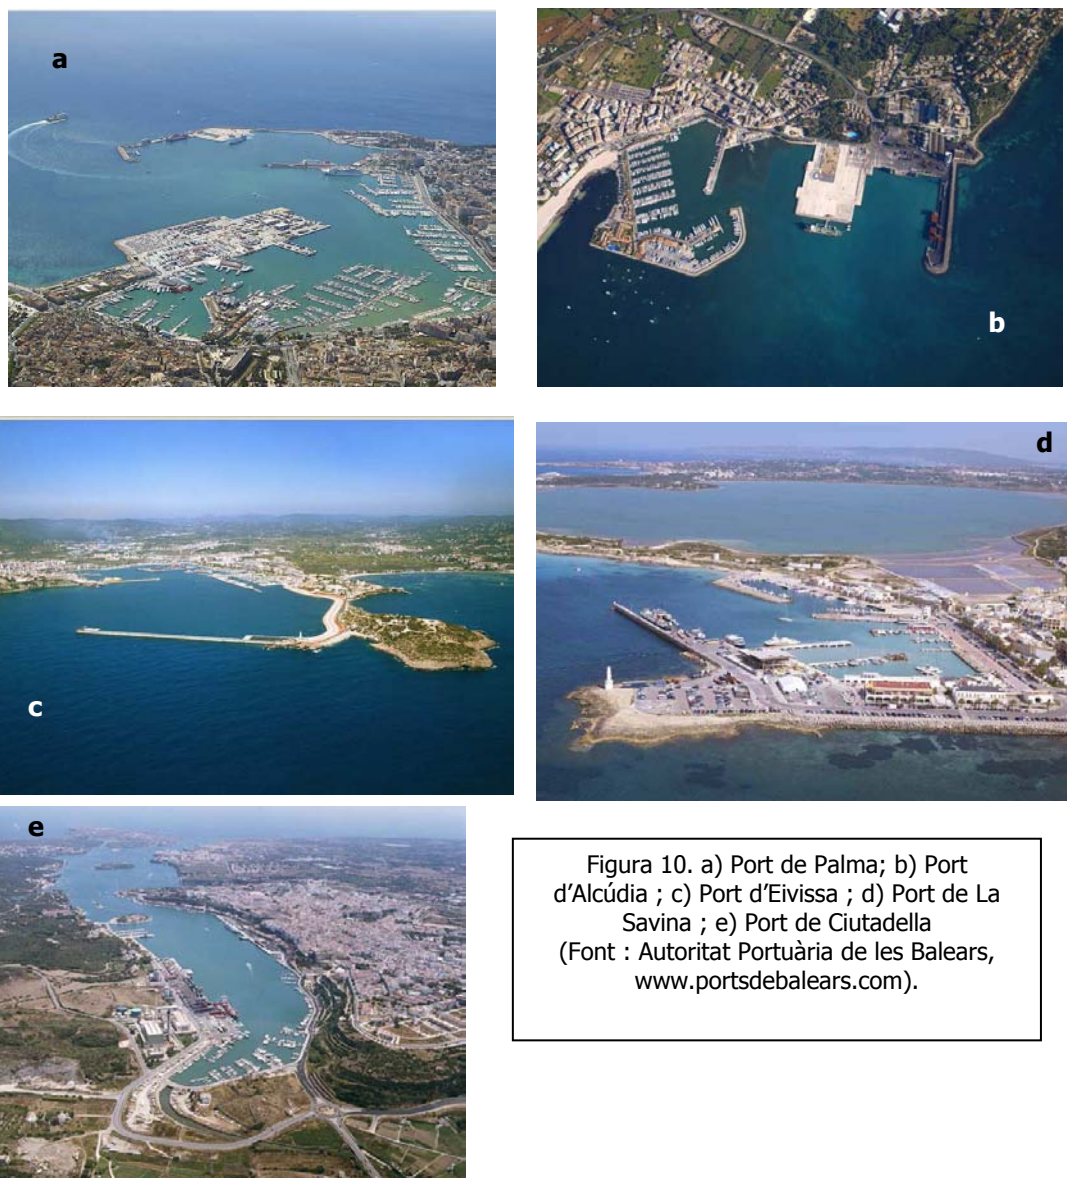 a
b
c
d
e
Figura 10. a) Port de Palma; b) Port
d’Alcúdia ; c) Port d’Eivissa ; d) Port de La
Savina ; e) Port de Ciutadella
(Font : Autoritat Portuària de les Balears,
www.portsdebalears.com).